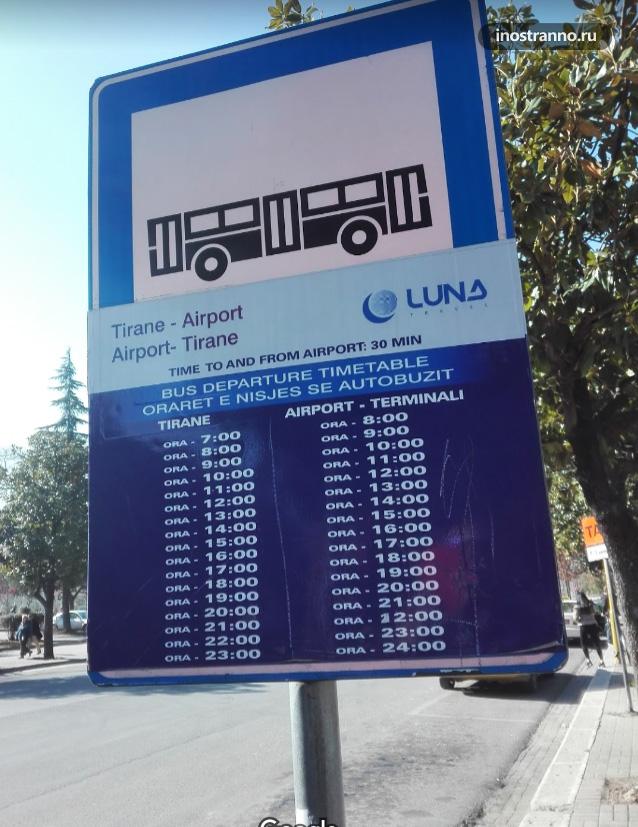 inostranno.ru
Tirane - Airport
Airport- Tirane
LUNA
TRAVEL
TIME TO AND FROM AIRPORT: 30 MIN
BUS DEPARTURE TIMETABLE
ORARET E NISJES SE AUTOBUZIT
TIRANE
ORA - 7:00
ORA - 8:00
ORA - 9:00
ORA - 10:00
ORA - 11:00
ORA - 12:00
ORA - 13:00
ORA - 14:00
ORA - 15:00
ORA - 16:00
ORA - 17:00
ORA - 18:00
ORA - 19:00
ORA - 20:00
ORA - 21:00
ORA - 22:00
ORA - 23:00
AIRPORT - TERMINALI
ORA - 8:00
ORA - 9:00
ORA - 10:00
ORA - 11:00
ORA - 12:00
ORA - 13:00
ORA - 14:00
ORA - 15:00
ORA - 16:00
ORA - 17:00
ORA - 18:00
ORA - 19:00
ORA - 20:00
ORA - 21:00
ORA - 12:00
ORA - 23:00
ORA - 24:00
Google